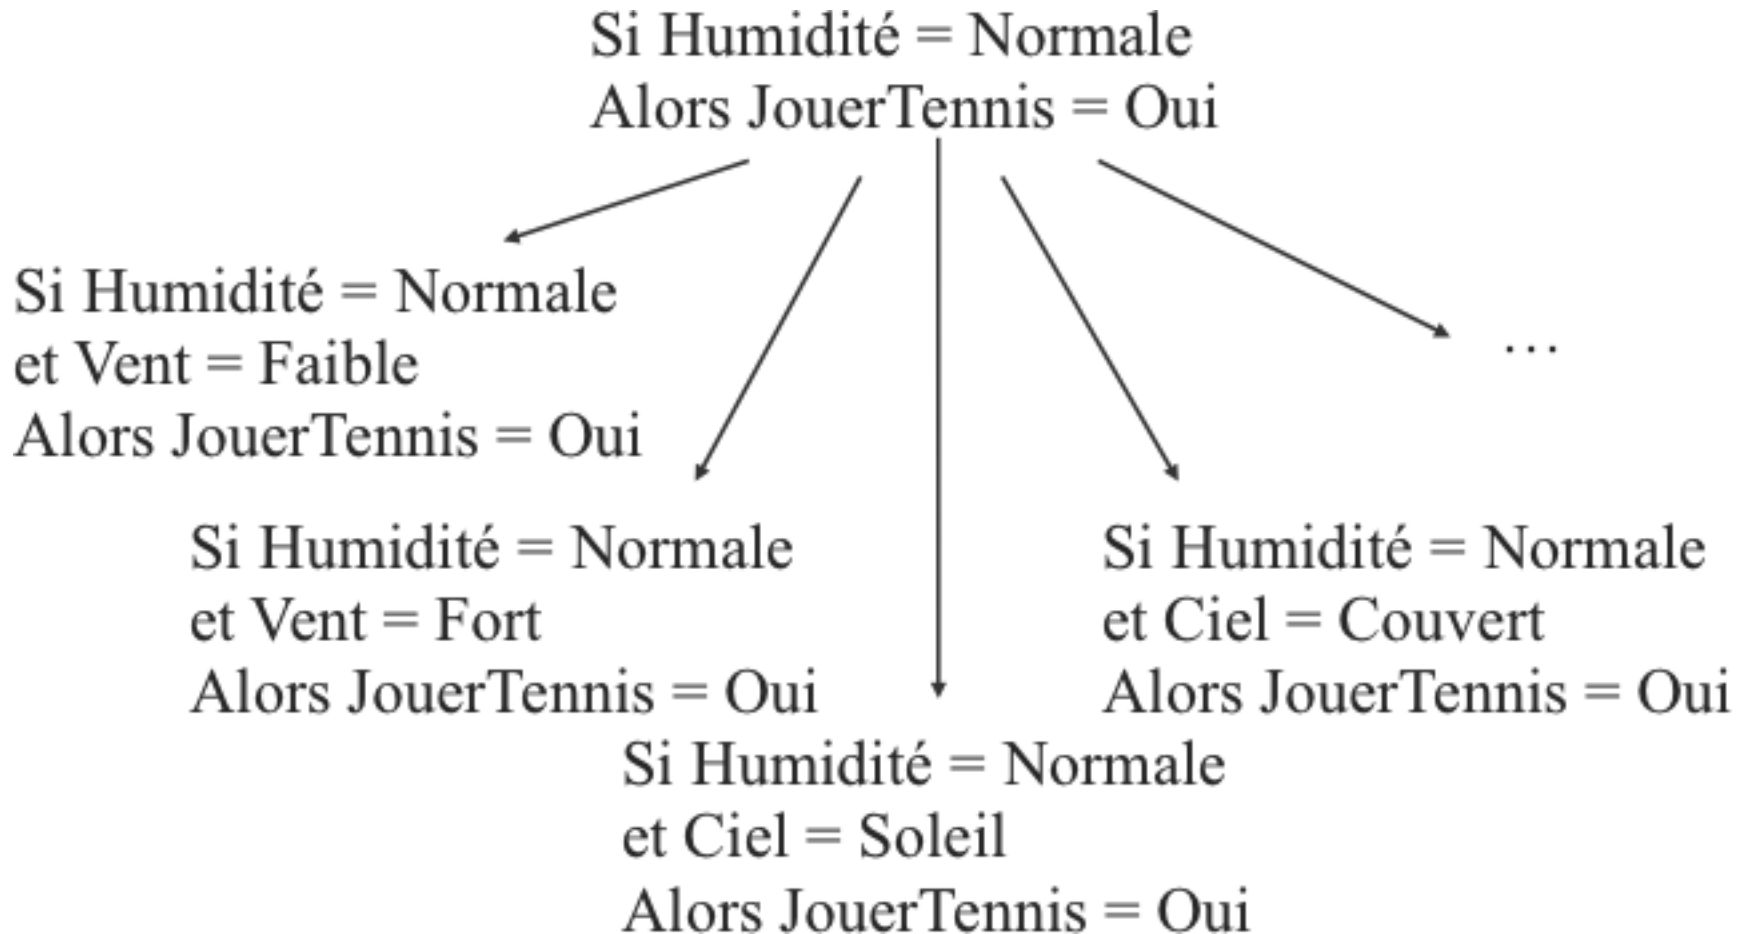 Si Humidité = Normale
Alors JouerTennis = Oui
Si Humidité = Normale
et Vent = Faible
Alors JouerTennis = Oui
...
Si Humidité = Normale
et Vent = Fort
Alors JouerTennis = Oui
Si Humidité = Normale
et Ciel = Couvert
Alors JouerTennis = Oui
Si Humidité = Normale
et Ciel = Soleil
Alors JouerTennis = Oui